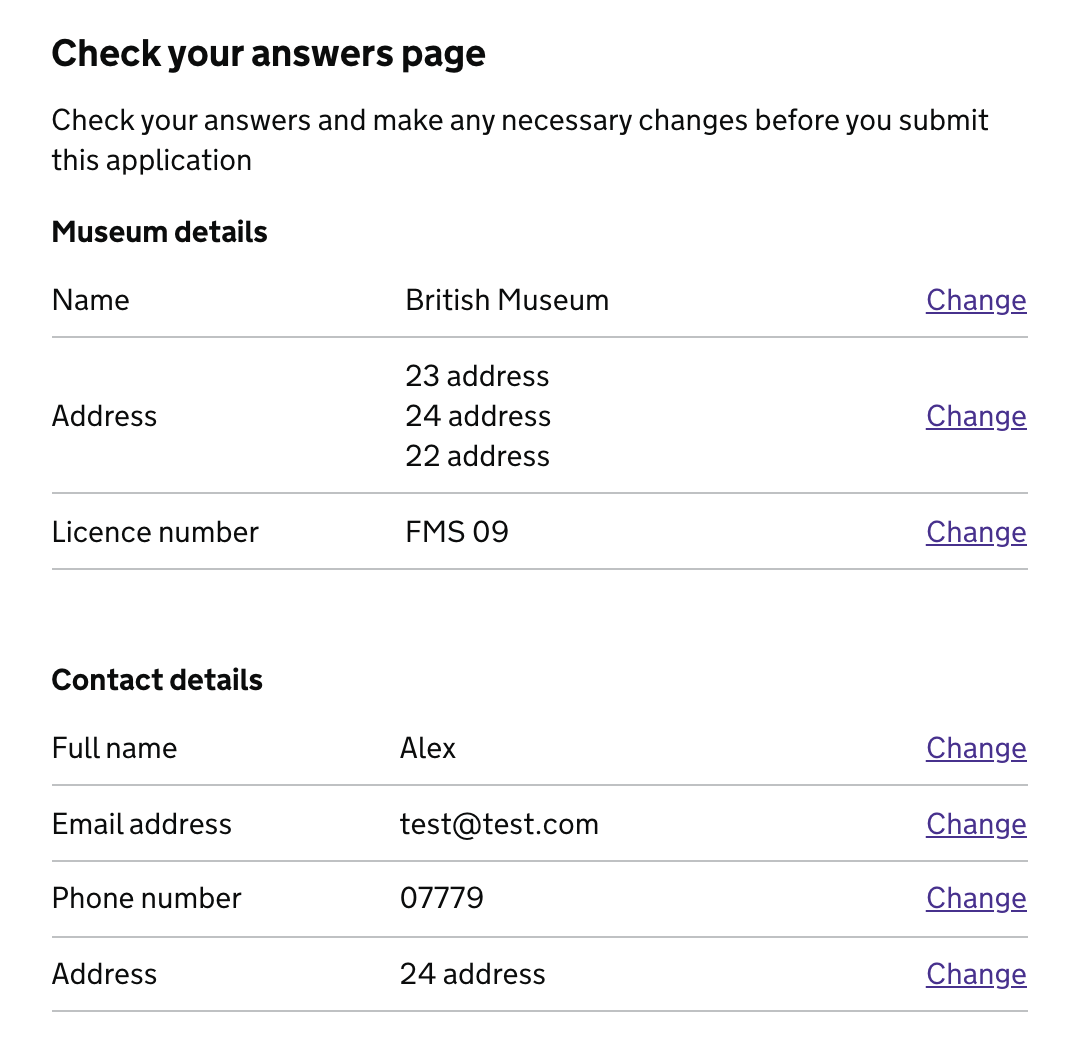 Check your answers page
Check your answers and make any necessary changes before you submit
this application
Museum details
Name British Museum Change
Address 23 address
24 address Change
22 address
Licence number FMS 09 Change
Contact details
Full name Alex Change
Email address test@test.com Change
Phone number 07779 Change
Address 24 address Change